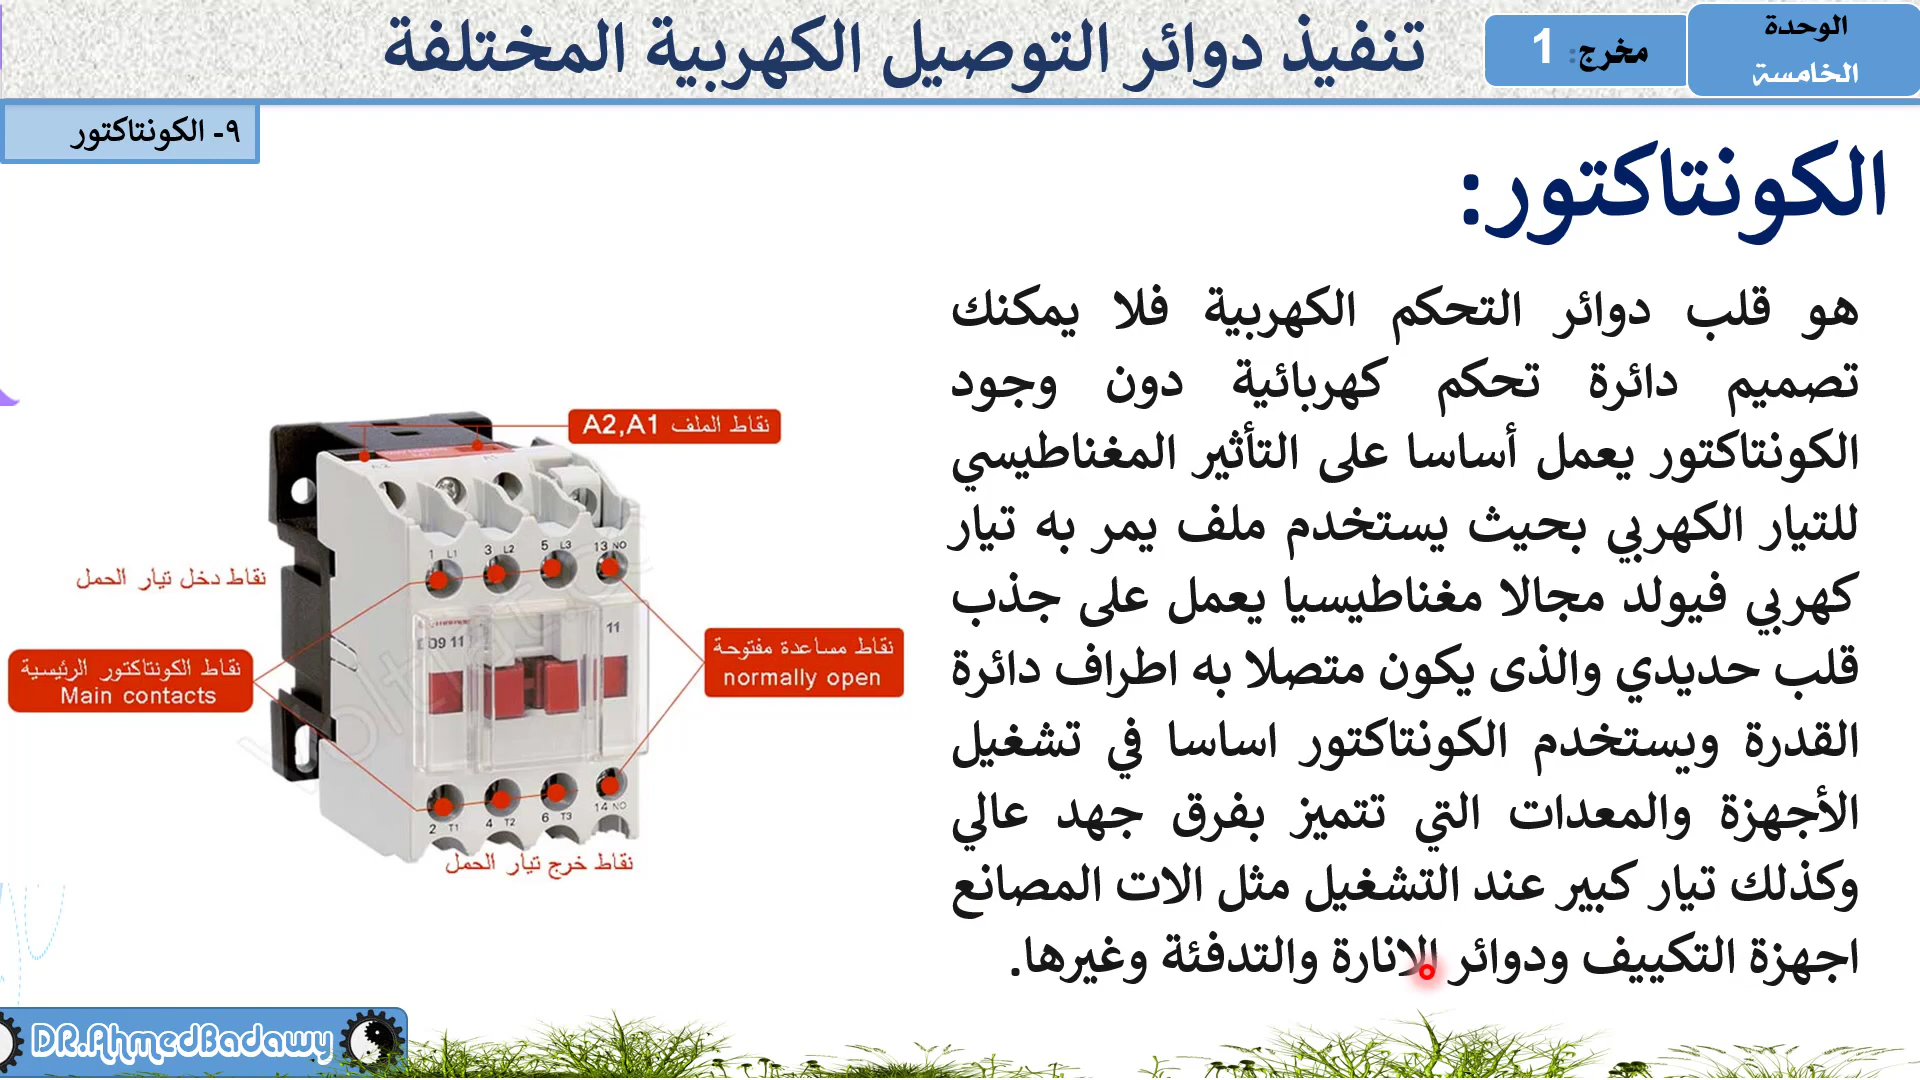 الوحدة
الخامسة
مخرج: 1
تنفيذ دوائر التوصيل الكهربية المختلفة
٩- الكونتاكتور
الكونتاكتور:
هو قلب دوائر التحكم الكهربية فلا يمكنك
تصميم دائرة تحكم كهربائية دون وجود
الكونتاكتور يعمل أساسا على التأثير المغناطيسي
للتيار الكهربي بحيث يستخدم ملف يمر به تيار
كهربي فيولد مجالا مغناطيسيا يعمل على جذب
قلب حديدي والذى يكون متصلا به اطراف دائرة
القدرة ويستخدم الكونتاكتور اساسا في تشغيل
الأجهزة والمعدات التي تتميز بفرق جهد عالي
وكذلك تيار كبير عند التشغيل مثل الات المصانع
اجهزة التكييف ودوائر الانارة والتدفئة وغيرها.
نقاط الملف A2,A1
A2 A1
1 L1 3 L2 5 L3 13 NO
نقاط دخل تيار الحمل
نقاط مساعدة مفتوحة
normally open
نقاط الكونتاكتور الرئيسية
Main contacts
D09 11
11
2 T1 4 T2 6 T3 14 NO
نقاط خرج تيار الحمل
DR.AhmedBadawy